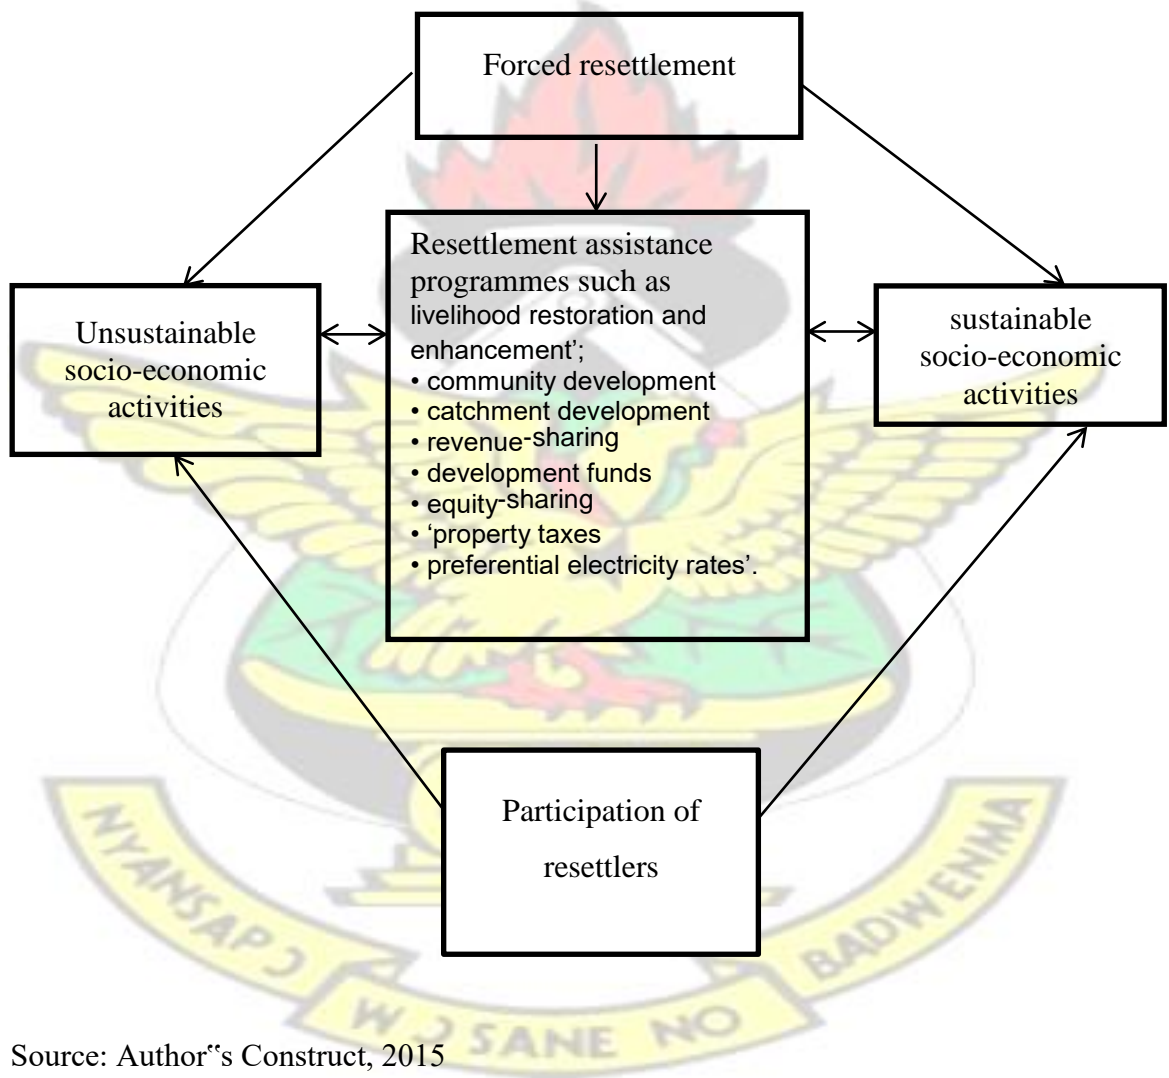 Forced resettlement
Resettlement assistance
programmes such as
livelihood restoration and
enhancement’;
• community development
• catchment development
• revenue-sharing
• development funds
• equity-sharing
• ‘property taxes
• preferential electricity rates’.
Unsustainable
socio-economic
activities
sustainable
socio-economic
activities
Participation of
resettlers
NYANSAPƆ
WƆSANE NO
BADWENMA
Source: Author‟s Construct, 2015